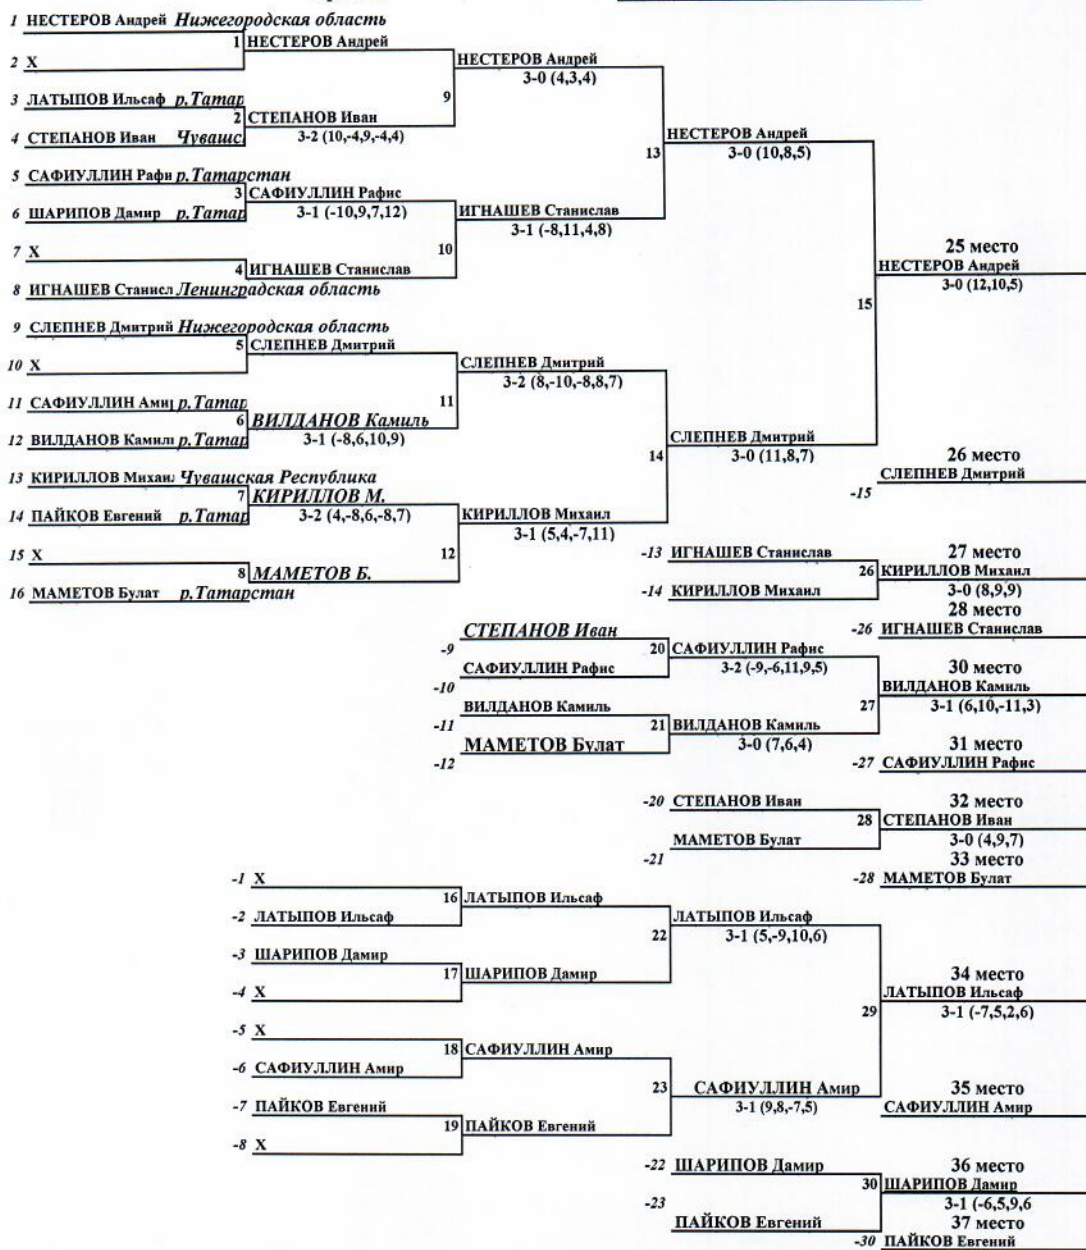 1 НЕСТЕРОВ Андрей Нижегородская область
1 НЕСТЕРОВ Андрей
2 X
НЕСТЕРОВ Андрей
3-0 (4,3,4)
3 ЛАТЫПОВ Ильсаф р.Татар
9
2 СТЕПАНОВ Иван
4 СТЕПАНОВ Иван Чувашс
3-2 (10,-4,9,-4,4)
НЕСТЕРОВ Андрей
13
3-0 (10,8,5)
5 САФИУЛЛИН Рафи р.Татарстан
3 САФИУЛЛИН Рафис
6 ШАРИПОВ Дамир р.Татар
3-1 (-10,9,7,12)
ИГНАШЕВ Станислав
3-1 (-8,11,4,8)
7 X
10
25 место
4 ИГНАШЕВ Станислав
НЕСТЕРОВ Андрей
8 ИГНАШЕВ Станисл Ленинградская область
3-0 (12,10,5)
15
9 СЛЕПНЕВ Дмитрий Нижегородская область
5 СЛЕПНЕВ Дмитрий
10 X
СЛЕПНЕВ Дмитрий
3-2 (8,-10,-8,8,7)
11 САФИУЛЛИН Амир р.Татар
11
6 ВИЛДАНОВ Камиль
12 ВИЛДАНОВ Камиль р.Татар
3-1 (-8,6,10,9)
СЛЕПНЕВ Дмитрий
14
3-0 (11,8,7)
26 место
13 КИРИЛЛОВ Михаил Чувашская Республика
СЛЕПНЕВ Дмитрий
-15
7 КИРИЛЛОВ М.
14 ПАЙКОВ Евгений р.Татар
3-2 (4,-8,6,-8,7)
КИРИЛЛОВ Михаил
3-1 (5,4,-7,11)
15 X
12
-13 ИГНАШЕВ Станислав
27 место
8 МАМЕТОВ Б.
26 КИРИЛЛОВ Михаил
16 МАМЕТОВ Булат р.Татарстан
-14 КИРИЛЛОВ Михаил
3-0 (8,9,9)
28 место
СТЕПАНОВ Иван
-26 ИГНАШЕВ Станислав
-9
20 САФИУЛЛИН Рафис
САФИУЛЛИН Рафис
3-2 (-9,-6,11,9,5)
30 место
-10
ВИЛДАНОВ Камиль
ВИЛДАНОВ Камиль
27
3-1 (6,10,-11,3)
-11
21 ВИЛДАНОВ Камиль
МАМЕТОВ Булат
3-0 (7,6,4)
31 место
-12
-27 САФИУЛЛИН Рафис
-20 СТЕПАНОВ Иван
32 место
28 СТЕПАНОВ Иван
МАМЕТОВ Булат
3-0 (4,9,7)
-21
33 место
-1 X
-28 МАМЕТОВ Булат
16 ЛАТЫПОВ Ильсаф
-2 ЛАТЫПОВ Ильсаф
ЛАТЫПОВ Ильсаф
22
3-1 (5,-9,10,6)
-3 ШАРИПОВ Дамир
17 ШАРИПОВ Дамир
34 место
-4 X
ЛАТЫПОВ Ильсаф
29
3-1 (-7,5,2,6)
-5 X
18 САФИУЛЛИН Амир
-6 САФИУЛЛИН Амир
23
САФИУЛЛИН Амир
35 место
-7 ПАЙКОВ Евгений
3-1 (9,8,-7,5)
САФИУЛЛИН Амир
19 ПАЙКОВ Евгений
-8 X
-22 ШАРИПОВ Дамир
36 место
30 ШАРИПОВ Дамир
-23
3-1 (-6,5,9,6
ПАЙКОВ Евгений
37 место
-30 ПАЙКОВ Евгений